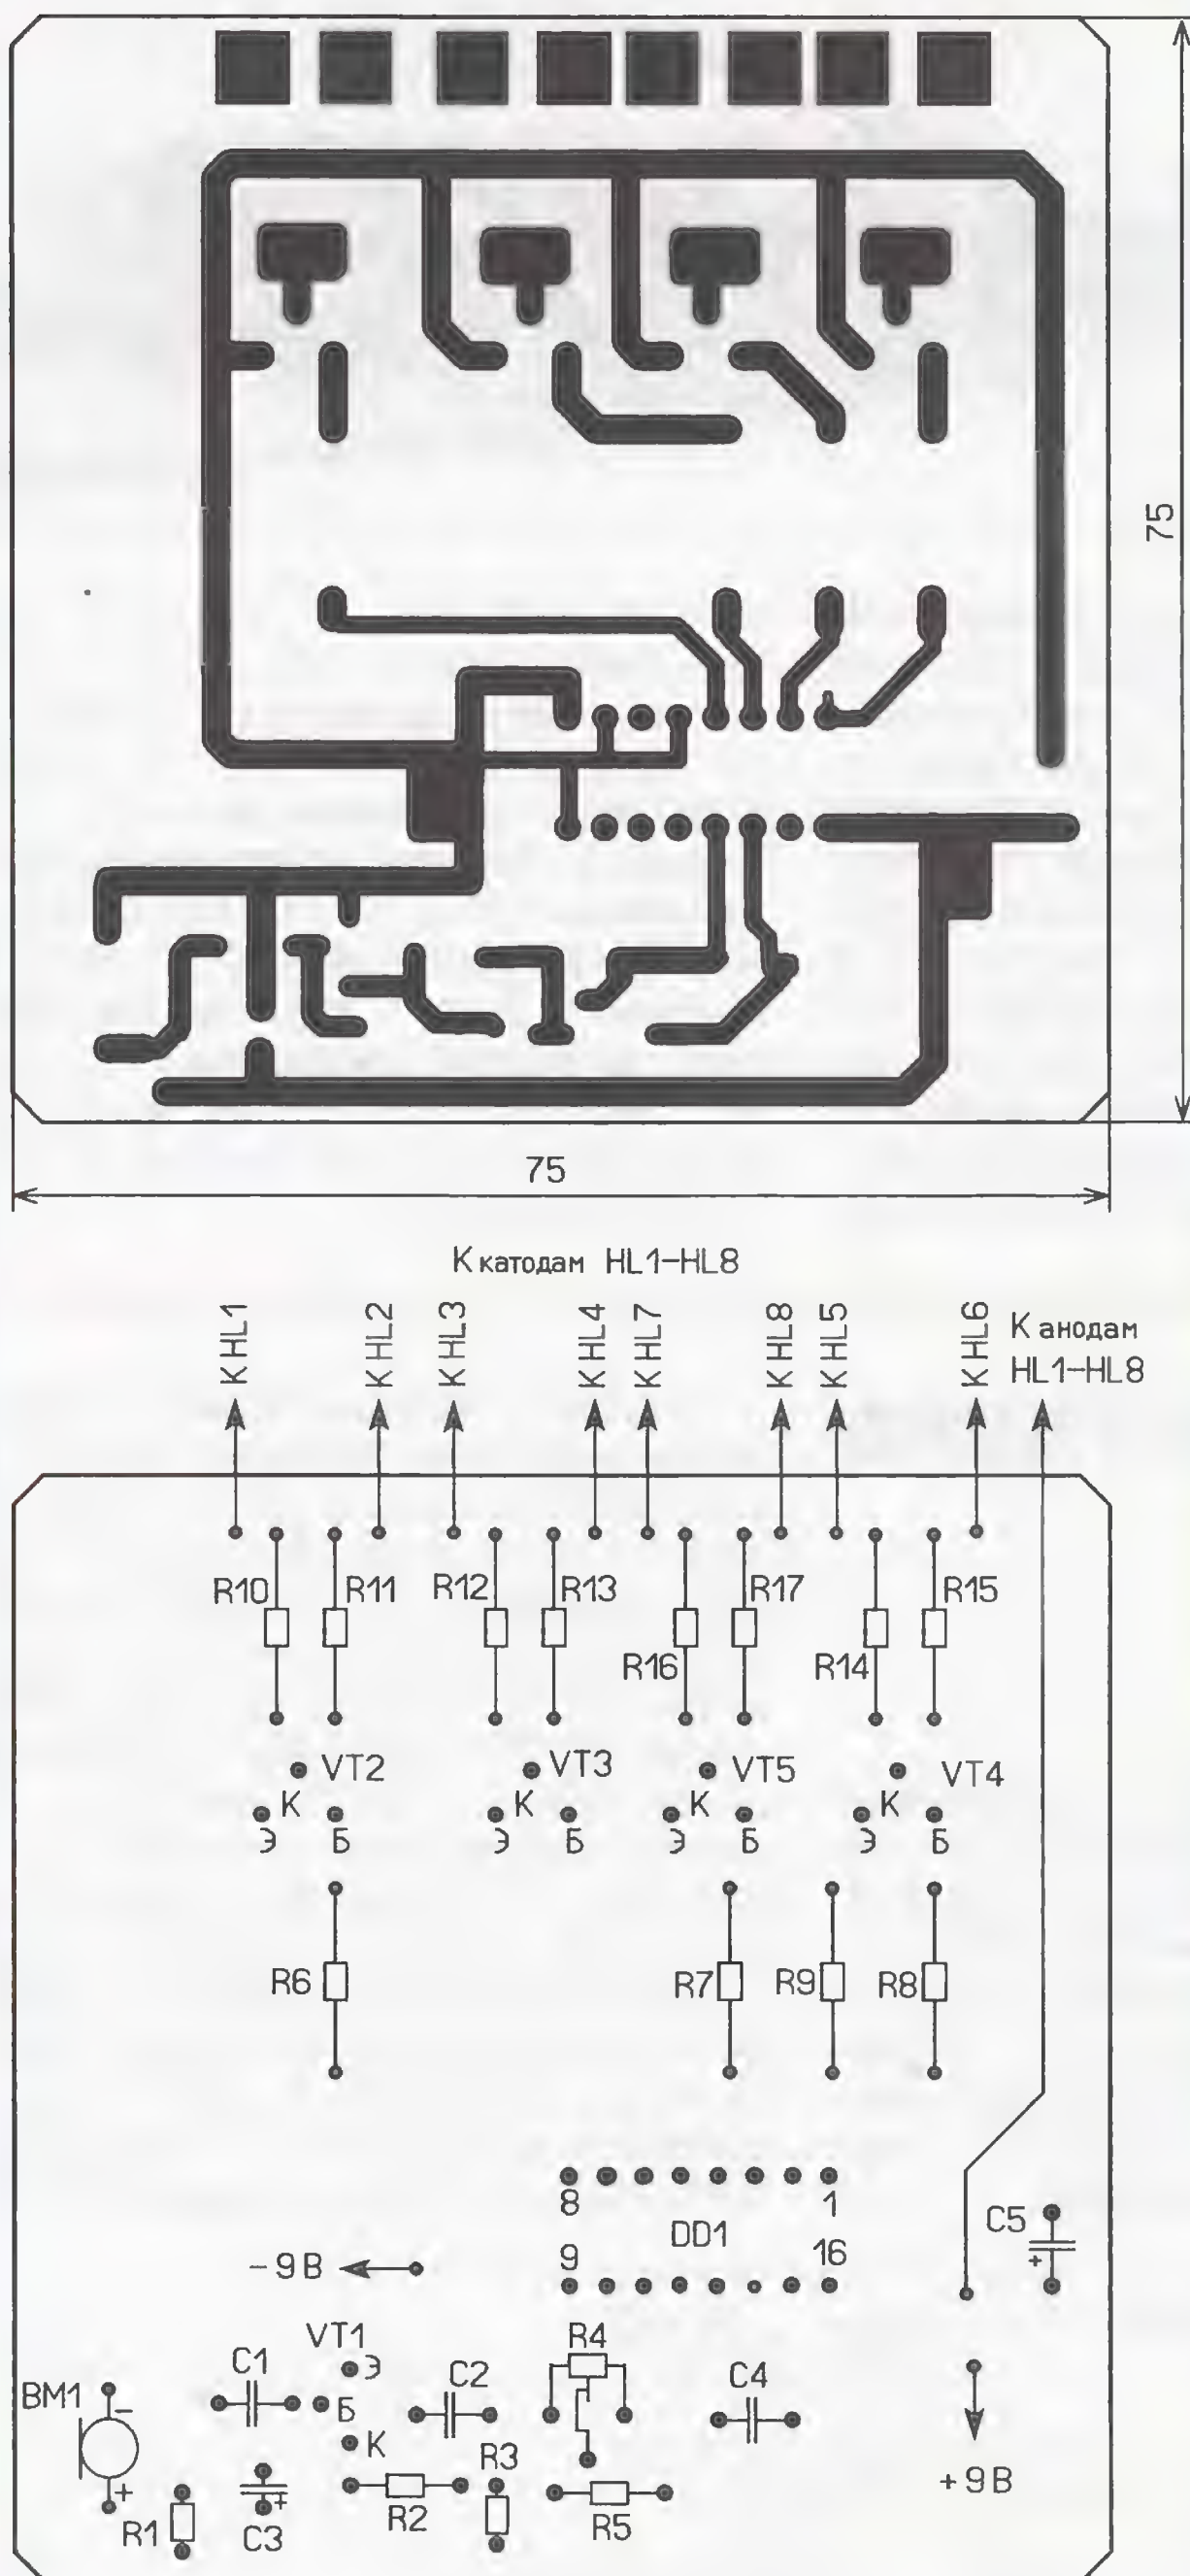 75
75
К катодам HL1-HL8
К HL1
К HL2
К HL3
К HL4
К HL7
К HL8
К HL5
К HL6
К анодам
HL1-HL8
R10
R11
R12
R13
R16
R17
R14
R15
VT2
К
Э
Б
VT3
К
Э
Б
VT5
К
Э
Б
VT4
К
Э
Б
R6
R7
R9
R8
8
1
DD1
9
16
C5
+
-9В
VT1
Э
Б
К
C1
C2
R4
C4
BM1
-
+
R1
C3
+
R2
R3
R5
+9В